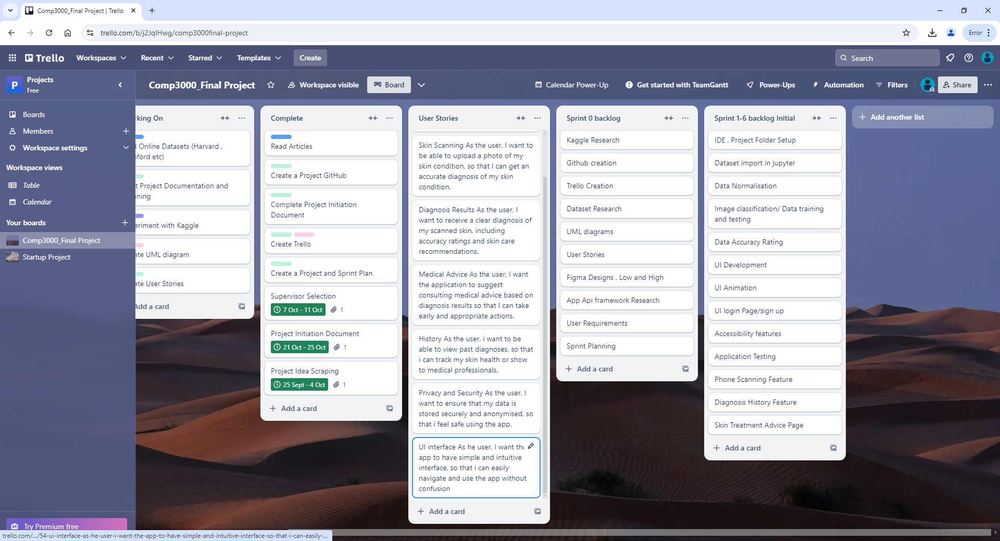 Comp3000_Final Project | Trello
trello.com/b/j2JqIHwg/comp3000final-project
Error
Trello
Workspaces
Recent
Starred
Templates
Create
Search
P
Projects
Free
Comp3000_Final Project
Workspace visible
Board
Calendar Power-Up
Get started with TeamGantt
Power-Ups
Automation
Filters
Share
Boards
Members
Workspace settings
Workspace views
Table
Calendar
Your boards
Comp3000_Final Project
Startup Project
Try Premium free
rking On
d Online Datasets (Harvard ,
nford etc)
t Project Documentation and
nning
eriment with Kaggle
ate UML diagram
ate User Stories
Add a card
Complete
Read Articles
Create a Project GitHub
Complete Project Initiation
Document
Create Trello
Create a Project and Sprint Plan
Supervisor Selection
7 Oct - 11 Oct
1
Project Initiation Document
21 Oct - 25 Oct
1
Project Idea Scraping
25 Sept - 4 Oct
1
Add a card
User Stories
Skin Scanning As the user, I want to
be able to upload a photo of my
skin condition, so that I can get an
accurate diagnosis of my skin
condition.
Diagnosis Results As the user, I
want to receive a clear diagnosis of
my scanned skin, including
accuracy ratings and skin care
recommendations.
Medical Advice As the user, I want
the application to suggest
consulting medical advice based on
diagnosis results so that I can take
early and appropriate actions.
History As the user, i want to be
able to view past diagnoses, so that
i can track my skin health or show
to medical professionals.
Privacy and Security As the user, I
want to ensure that my data is
stored securely and anonymised, so
that i feel safe using the app.
UI interface As he user, I want the
app to have simple and intuitive
interface, so that i can easily
navigate and use the app without
confusion
Add a card
Sprint 0 backlog
Kaggle Research
Github creation
Trello Creation
Dataset Research
UML diagrams
User Stories
Figma Designs , Low and High
App Api framework Research
User Requirements
Sprint Planning
Add a card
Sprint 1-6 backlog Initial
IDE , Project Folder Setup
Dataset import in jupyter
Data Normalisation
Image classification/ Data training
and testing
Data Accuracy Rating
UI Development
UI Animation
UI login Page/sign up
Accessibility features
Application Testing
Phone Scanning Feature
Diagnosis History Feature
Skin Treatment Advice Page
Add a card
Add another list
trello.com/.../54-ui-interface-as-he-user-i-want-the-app-to-have-simple-and-intuitive-interface-so-that-i-can-easily-...